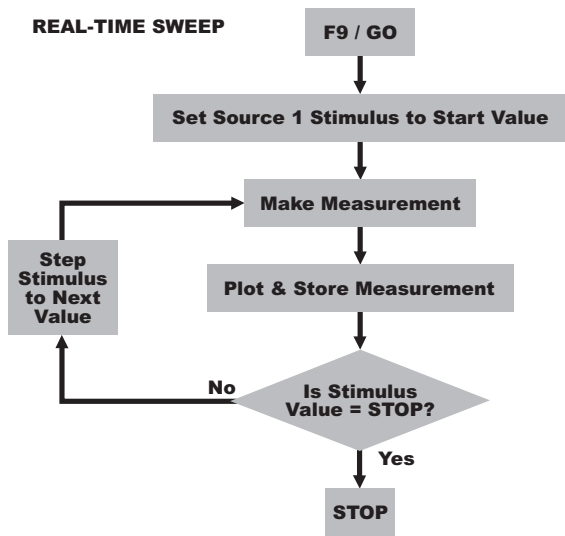 REAL-TIME SWEEP
F9 / GO
Set Source 1 Stimulus to Start Value
Make Measurement
Step
Stimulus
to Next
Value
Plot & Store Measurement
No
Is Stimulus
Value = STOP?
Yes
STOP